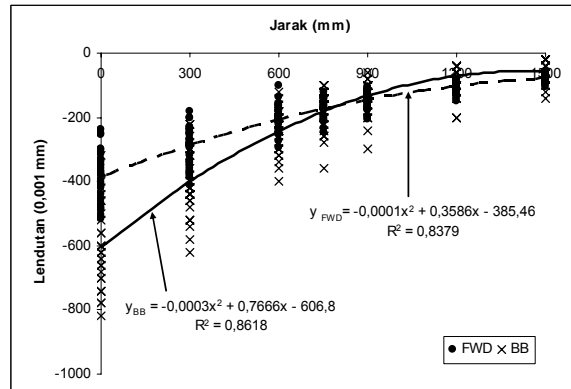 Jarak (mm)
0 300 600 900 1200 1500
0
-200
-400
-600
-800
-1000
Lendutan (0,001 mm)
y FWD = -0,0001x² + 0,3586x - 385,46
R² = 0,8379
yBB = -0,0003x² + 0,7666x - 606,8
R² = 0,8618
FWD BB